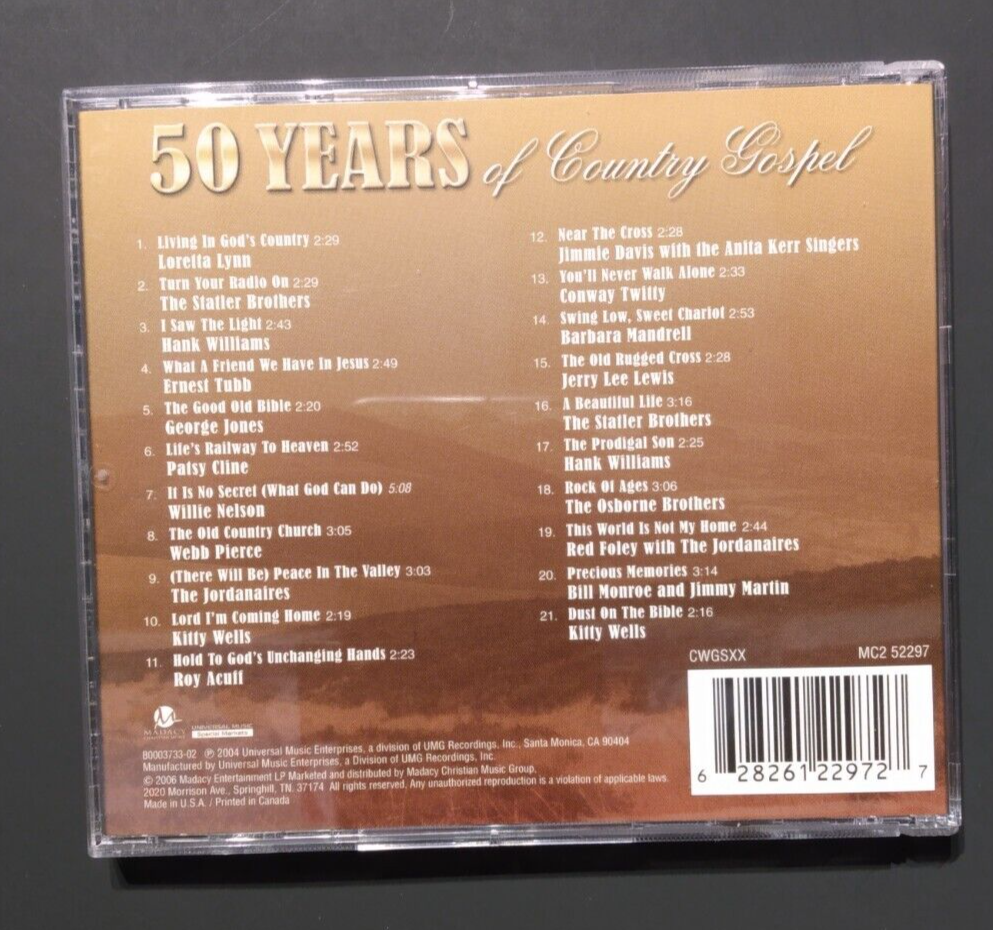 50 YEARS of Country Gospel
1. Living In God's Country 2:29
Loretta Lynn
2. Turn Your Radio On 2:29
The Statler Brothers
3. I Saw The Light 2:43
Hank Williams
4. What A Friend We Have In Jesus 2:49
Ernest Tubb
5. The Good Old Bible 2:20
George Jones
6. Life's Railway To Heaven 2:52
Patsy Cline
7. It Is No Secret (What God Can Do) 5:08
Willie Nelson
8. The Old Country Church 3:05
Webb Pierce
9. (There Will Be) Peace In The Valley 3:03
The Jordanaires
10. Lord I'm Coming Home 2:19
Kitty Wells
11. Hold To God's Unchanging Hands 2:23
Roy Acuff
12. Near The Cross 2:28
Jimmie Davis with the Anita Kerr Singers
13. You'll Never Walk Alone 2:33
Conway Twitty
14. Swing Low, Sweet Chariot 2:53
Barbara Mandrell
15. The Old Rugged Cross 2:28
Jerry Lee Lewis
16. A Beautiful Life 3:16
The Statler Brothers
17. The Prodigal Son 2:25
Hank Williams
18. Rock Of Ages 3:06
The Osborne Brothers
19. This World Is Not My Home 2:44
Red Foley with The Jordanaires
20. Precious Memories 3:14
Bill Monroe and Jimmy Martin
21. Dust On The Bible 2:16
Kitty Wells
CWGSXX MC2 52297
6 28261 22972 7
MADACY
UNIVERSAL MUSIC
Special Markets
B0003733-02 ℗ 2004 Universal Music Enterprises, a division of UMG Recordings, Inc., Santa Monica, CA 90404
Manufactured by Universal Music Enterprises, a Division of UMG Recordings, Inc.
© 2006 Madacy Entertainment LP Marketed and distributed by Madacy Christian Music Group.
2020 Morrison Ave., Springhill, TN. 37174 All rights reserved. Any unauthorized reproduction is a violation of applicable laws.
Made in U.S.A. / Printed in Canada